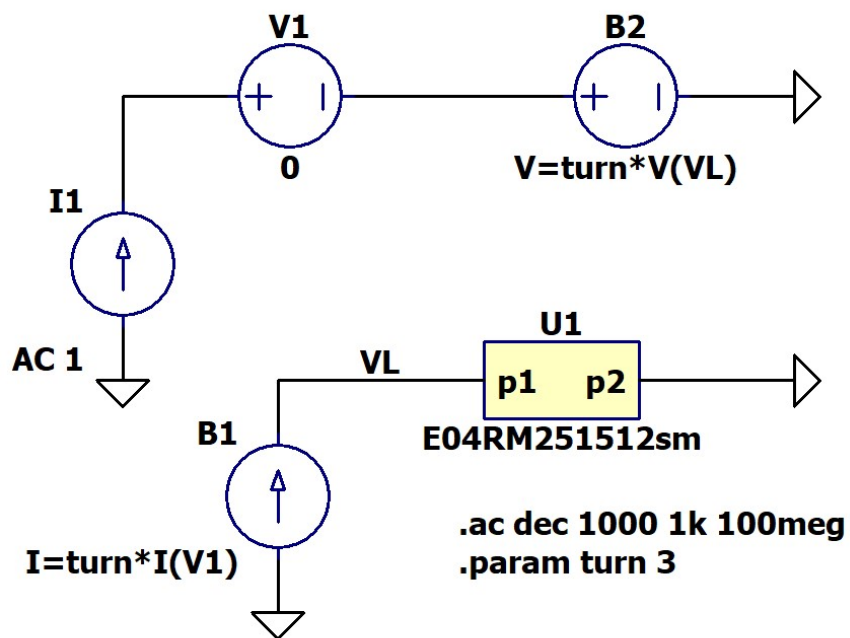 V1
B2
0
V=turn*V(VL)
I1
AC 1
U1
VL
p1 p2
E04RM251512sm
B1
I=turn*I(V1)
.ac dec 1000 1k 100meg
.param turn 3